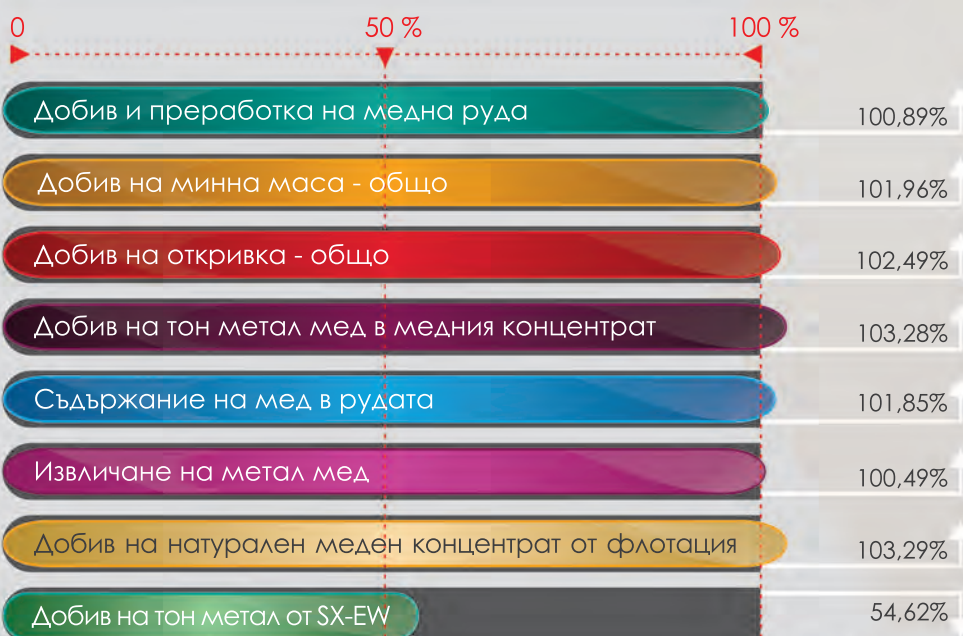 0 50 % 100 %
Добив и преработка на медна руда 100,89%
Добив на минна маса - общо 101,96%
Добив на откривка - общо 102,49%
Добив на тон метал мед в медния концентрат 103,28%
Съдържание на мед в рудата 101,85%
Извличане на метал мед 100,49%
Добив на натурален меден концентрат от флотация 103,29%
Добив на тон метал от SX-EW 54,62%